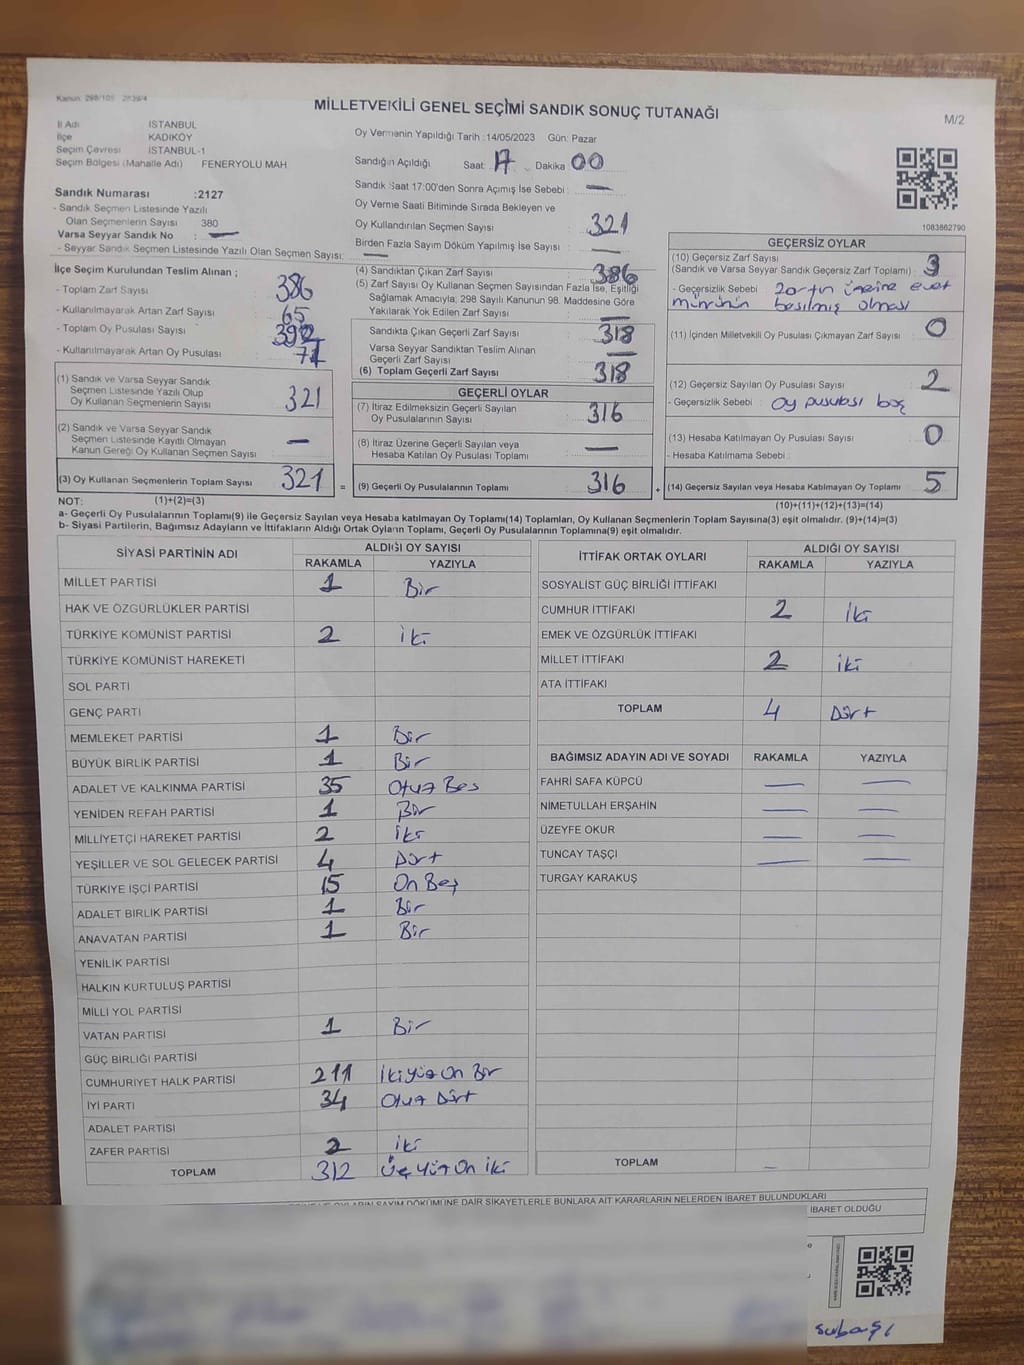 Kanun: 298/105 2839/4
MİLLETVEKİLİ GENEL SEÇİMİ SANDIK SONUÇ TUTANAĞI
M/2
İl Adı İSTANBUL
İlçe KADIKÖY
Seçim Çevresi İSTANBUL-1
Seçim Bölgesi (Mahalle Adı) FENERYOLU MAH
Sandık Numarası :2127
- Sandık Seçmen Listesinde Yazılı
Olan Seçmenlerin Sayısı 380
Varsa Seyyar Sandık No : —
- Seyyar Sandık Seçmen Listesinde Yazılı Olan Seçmen Sayısı: —
Oy Vermenin Yapıldığı Tarih :14/05/2023 Gün: Pazar
Sandığın Açıldığı Saat: 17 Dakika 00
Sandık Saat 17:00'den Sonra Açımış İse Sebebi : —
Oy Verme Saati Bitiminde Sırada Bekleyen ve
Oy Kullandırılan Seçmen Sayısı : 321
Birden Fazla Sayım Döküm Yapılmış İse Sayısı : —
1083862790
İlçe Seçim Kurulundan Teslim Alınan ;
- Toplam Zarf Sayısı : 386
- Kullanılmayarak Artan Zarf Sayısı : 65
- Toplam Oy Pusulası Sayısı : 392
- Kullanılmayarak Artan Oy Pusulası : 71
(1) Sandık ve Varsa Seyyar Sandık
Seçmen Listesinde Yazılı Olup
Oy Kullanan Seçmenlerin Sayısı : 321
(2) Sandık ve Varsa Seyyar Sandık
Seçmen Listesinde Kayıtlı Olmayan
Kanun Gereği Oy Kullanan Seçmen Sayısı : —
(3) Oy Kullanan Seçmenlerin Toplam Sayısı : 321 =
(4) Sandıktan Çıkan Zarf Sayısı : 386
(5) Zarf Sayısı Oy Kullanan Seçmen Sayısından Fazla İse, Eşitliği
Sağlamak Amacıyla; 298 Sayılı Kanunun 98. Maddesine Göre
Yakılarak Yok Edilen Zarf Sayısı : —
Sandıkta Çıkan Geçerli Zarf Sayısı : 318
Varsa Seyyar Sandıktan Teslim Alınan
Geçerli Zarf Sayısı : —
(6) Toplam Geçerli Zarf Sayısı : 318
GEÇERLİ OYLAR
(7) İtiraz Edilmeksizin Geçerli Sayılan
Oy Pusulalarının Sayısı : 316
(8) İtiraz Üzerine Geçerli Sayılan veya
Hesaba Katılan Oy Pusulası Toplamı : —
(9) Geçerli Oy Pusulalarının Toplamı : 316 +
GEÇERSİZ OYLAR
(10) Geçersiz Zarf Sayısı
(Sandık ve Varsa Seyyar Sandık Geçersiz Zarf Toplamı) : 3
- Geçersizlik Sebebi : zarfın üzerine evet
mührünün basılmış olması
(11) İçinden Milletvekili Oy Pusulası Çıkmayan Zarf Sayısı : 0
(12) Geçersiz Sayılan Oy Pusulası Sayısı : 2
- Geçersizlik Sebebi : oy pusulası boş
(13) Hesaba Katılmayan Oy Pusulası Sayısı : 0
- Hesaba Katılmama Sebebi :
(14) Geçersiz Sayılan veya Hesaba Katılmayan Oy Toplamı : 5
NOT: (1)+(2)=(3)
(10)+(11)+(12)+(13)=(14)
a- Geçerli Oy Pusulalarının Toplamı(9) ile Geçersiz Sayılan veya Hesaba katılmayan Oy Toplamı(14) Toplamları, Oy Kullanan Seçmenlerin Toplam Sayısına(3) eşit olmalıdır. (9)+(14)=(3)
b- Siyasi Partilerin, Bağımsız Adayların ve İttifakların Aldığı Ortak Oyların Toplamı, Geçerli Oy Pusulalarının Toplamına(9) eşit olmalıdır.
SİYASİ PARTİNİN ADI ALDIĞI OY SAYISI
RAKAMLA YAZIYLA
MİLLET PARTİSİ 1 Bir
HAK VE ÖZGÜRLÜKLER PARTİSİ
TÜRKİYE KOMÜNİST PARTİSİ 2 iki
TÜRKİYE KOMÜNİST HAREKETİ
SOL PARTİ
GENÇ PARTİ
MEMLEKET PARTİSİ 1 Bir
BÜYÜK BİRLİK PARTİSİ 1 Bir
ADALET VE KALKINMA PARTİSİ 35 Otuz Beş
YENİDEN REFAH PARTİSİ 1 Bir
MİLLİYETÇİ HAREKET PARTİSİ 2 iki
YEŞİLLER VE SOL GELECEK PARTİSİ 4 Dört
TÜRKİYE İŞÇİ PARTİSİ 15 On Beş
ADALET BİRLİK PARTİSİ 1 Bir
ANAVATAN PARTİSİ 1 Bir
YENİLİK PARTİSİ
HALKIN KURTULUŞ PARTİSİ
MİLLİ YOL PARTİSİ
VATAN PARTİSİ 1 Bir
GÜÇ BİRLİĞİ PARTİSİ
CUMHURİYET HALK PARTİSİ 211 İkiyüz On Bir
İYİ PARTİ 34 Otuz Dört
ADALET PARTİSİ
ZAFER PARTİSİ 2 iki
TOPLAM 312 Üç Yüz On iki
İTTİFAK ORTAK OYLARI ALDIĞI OY SAYISI
RAKAMLA YAZIYLA
SOSYALİST GÜÇ BİRLİĞİ İTTİFAKI
CUMHUR İTTİFAKI 2 iki
EMEK VE ÖZGÜRLÜK İTTİFAKI
MİLLET İTTİFAKI 2 iki
ATA İTTİFAKI
TOPLAM 4 Dört
BAĞIMSIZ ADAYIN ADI VE SOYADI RAKAMLA YAZIYLA
FAHRİ SAFA KÜPCÜ — —
NİMETULLAH ERŞAHİN — —
ÜZEYFE OKUR — —
TUNCAY TAŞÇI — —
TURGAY KARAKUŞ
TOPLAM —
OYLARIN SAYIM DÖKÜMÜNE DAİR ŞİKAYETLERLE BUNLARA AİT KARARLARIN NELERDEN İBARET BULUNDUKLARI
İBARET OLDUĞU
subaşı